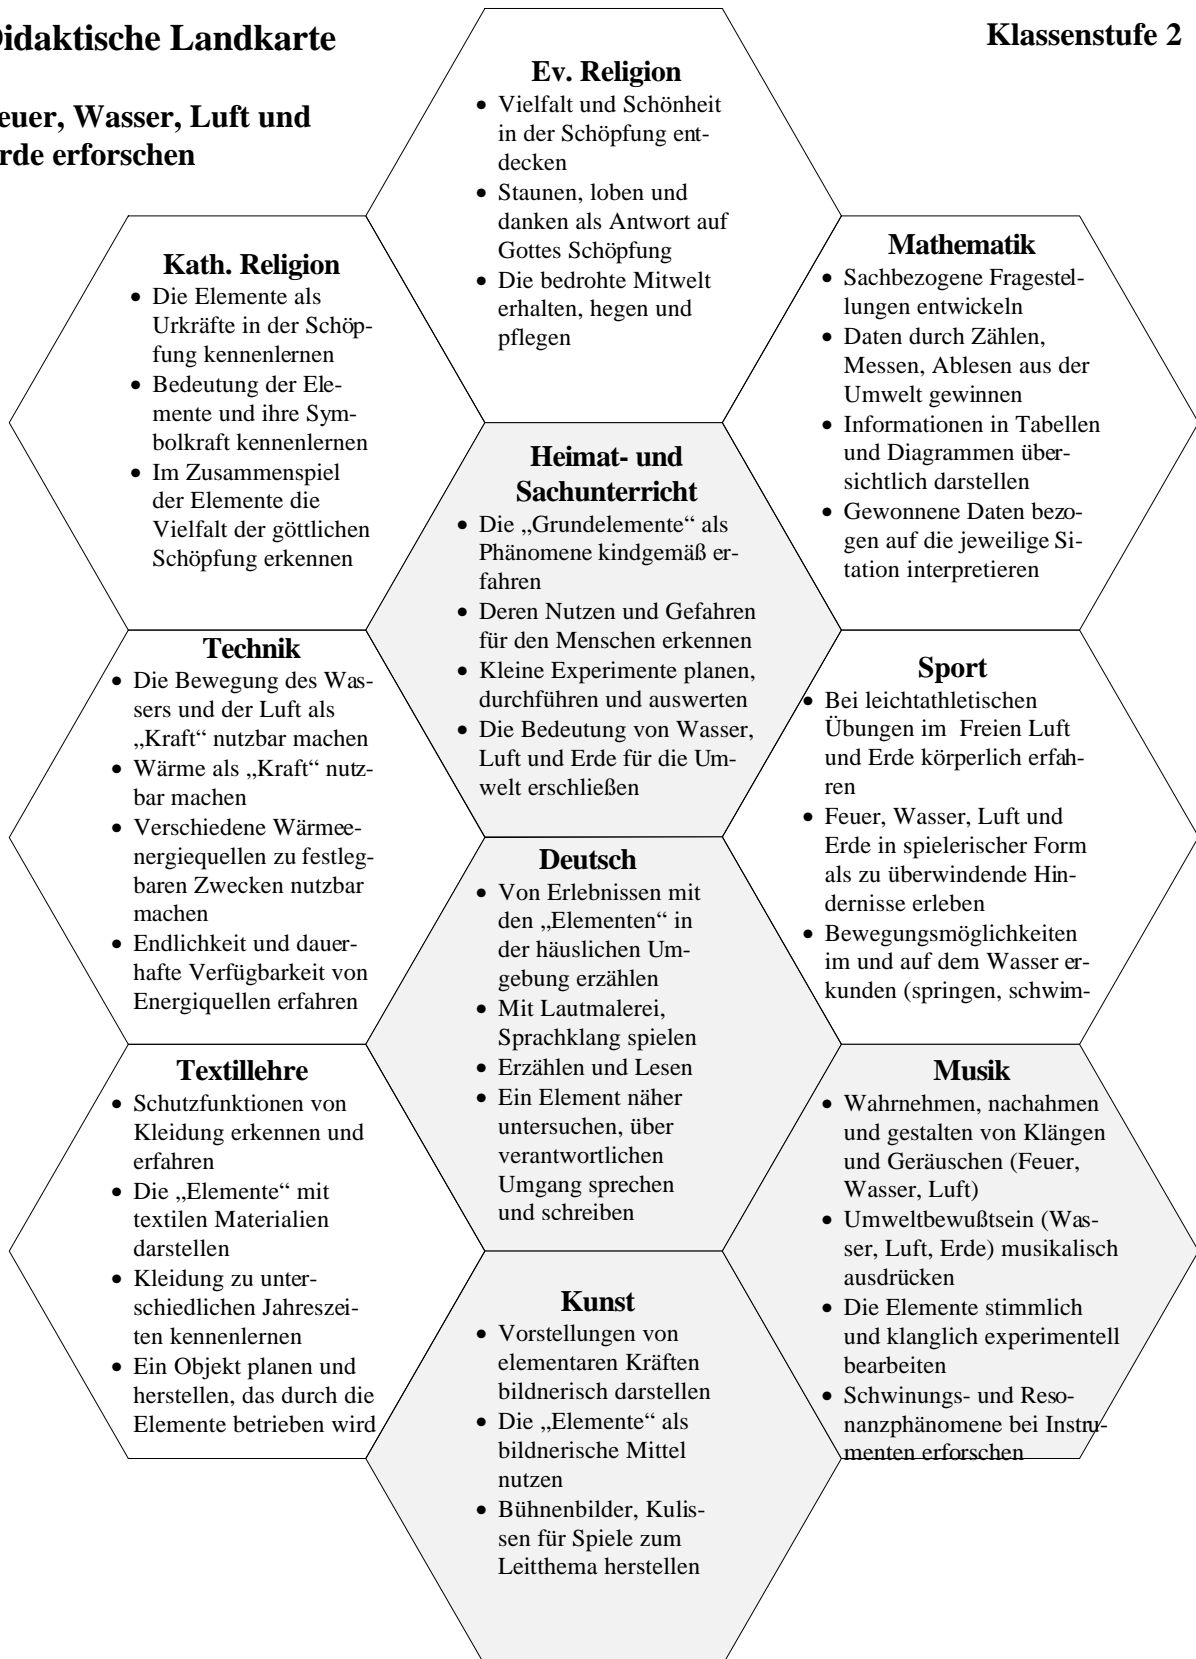 Didaktische Landkarte
Klassenstufe 2
euer, Wasser, Luft und
rde erforschen
Ev. Religion
• Vielfalt und Schönheit
in der Schöpfung ent-
decken
• Staunen, loben und
danken als Antwort auf
Gottes Schöpfung
• Die bedrohte Mitwelt
erhalten, hegen und
pflegen
Kath. Religion
• Die Elemente als
Urkräfte in der Schöp-
fung kennenlernen
• Bedeutung der Ele-
mente und ihre Sym-
bolkraft kennenlernen
• Im Zusammenspiel
der Elemente die
Vielfalt der göttlichen
Schöpfung erkennen
Mathematik
• Sachbezogene Fragestel-
lungen entwickeln
• Daten durch Zählen,
Messen, Ablesen aus der
Umwelt gewinnen
• Informationen in Tabellen
und Diagrammen über-
sichtlich darstellen
• Gewonnene Daten bezo-
gen auf die jeweilige Si-
tation interpretieren
Heimat- und
Sachunterricht
• Die „Grundelemente“ als
Phänomene kindgemäß er-
fahren
• Deren Nutzen und Gefahren
für den Menschen erkennen
• Kleine Experimente planen,
durchführen und auswerten
• Die Bedeutung von Wasser,
Luft und Erde für die Um-
welt erschließen
Technik
• Die Bewegung des Was-
sers und der Luft als
„Kraft“ nutzbar machen
• Wärme als „Kraft“ nutz-
bar machen
• Verschiedene Wärmee-
nergiequellen zu festleg-
baren Zwecken nutzbar
machen
• Endlichkeit und dauer-
hafte Verfügbarkeit von
Energiquellen erfahren
Sport
• Bei leichtathletischen
Übungen im Freien Luft
und Erde körperlich erfah-
ren
• Feuer, Wasser, Luft und
Erde in spielerischer Form
als zu überwindende Hin-
dernisse erleben
• Bewegungsmöglichkeiten
im und auf dem Wasser er-
kunden (springen, schwim-
Deutsch
• Von Erlebnissen mit
den „Elementen“ in
der häuslichen Um-
gebung erzählen
• Mit Lautmalerei,
Sprachklang spielen
• Erzählen und Lesen
• Ein Element näher
untersuchen, über
verantwortlichen
Umgang sprechen
und schreiben
Textillehre
• Schutzfunktionen von
Kleidung erkennen und
erfahren
• Die „Elemente“ mit
textilen Materialien
darstellen
• Kleidung zu unter-
schiedlichen Jahreszei-
ten kennenlernen
• Ein Objekt planen und
herstellen, das durch die
Elemente betrieben wird
Musik
• Wahrnehmen, nachahmen
und gestalten von Klängen
und Geräuschen (Feuer,
Wasser, Luft)
• Umweltbewußtsein (Was-
ser, Luft, Erde) musikalisch
ausdrücken
• Die Elemente stimmlich
und klanglich experimentell
bearbeiten
• Schwinungs- und Reso-
nanzphänomene bei Instru-
menten erforschen
Kunst
• Vorstellungen von
elementaren Kräften
bildnerisch darstellen
• Die „Elemente“ als
bildnerische Mittel
nutzen
• Bühnenbilder, Kulis-
sen für Spiele zum
Leitthema herstellen